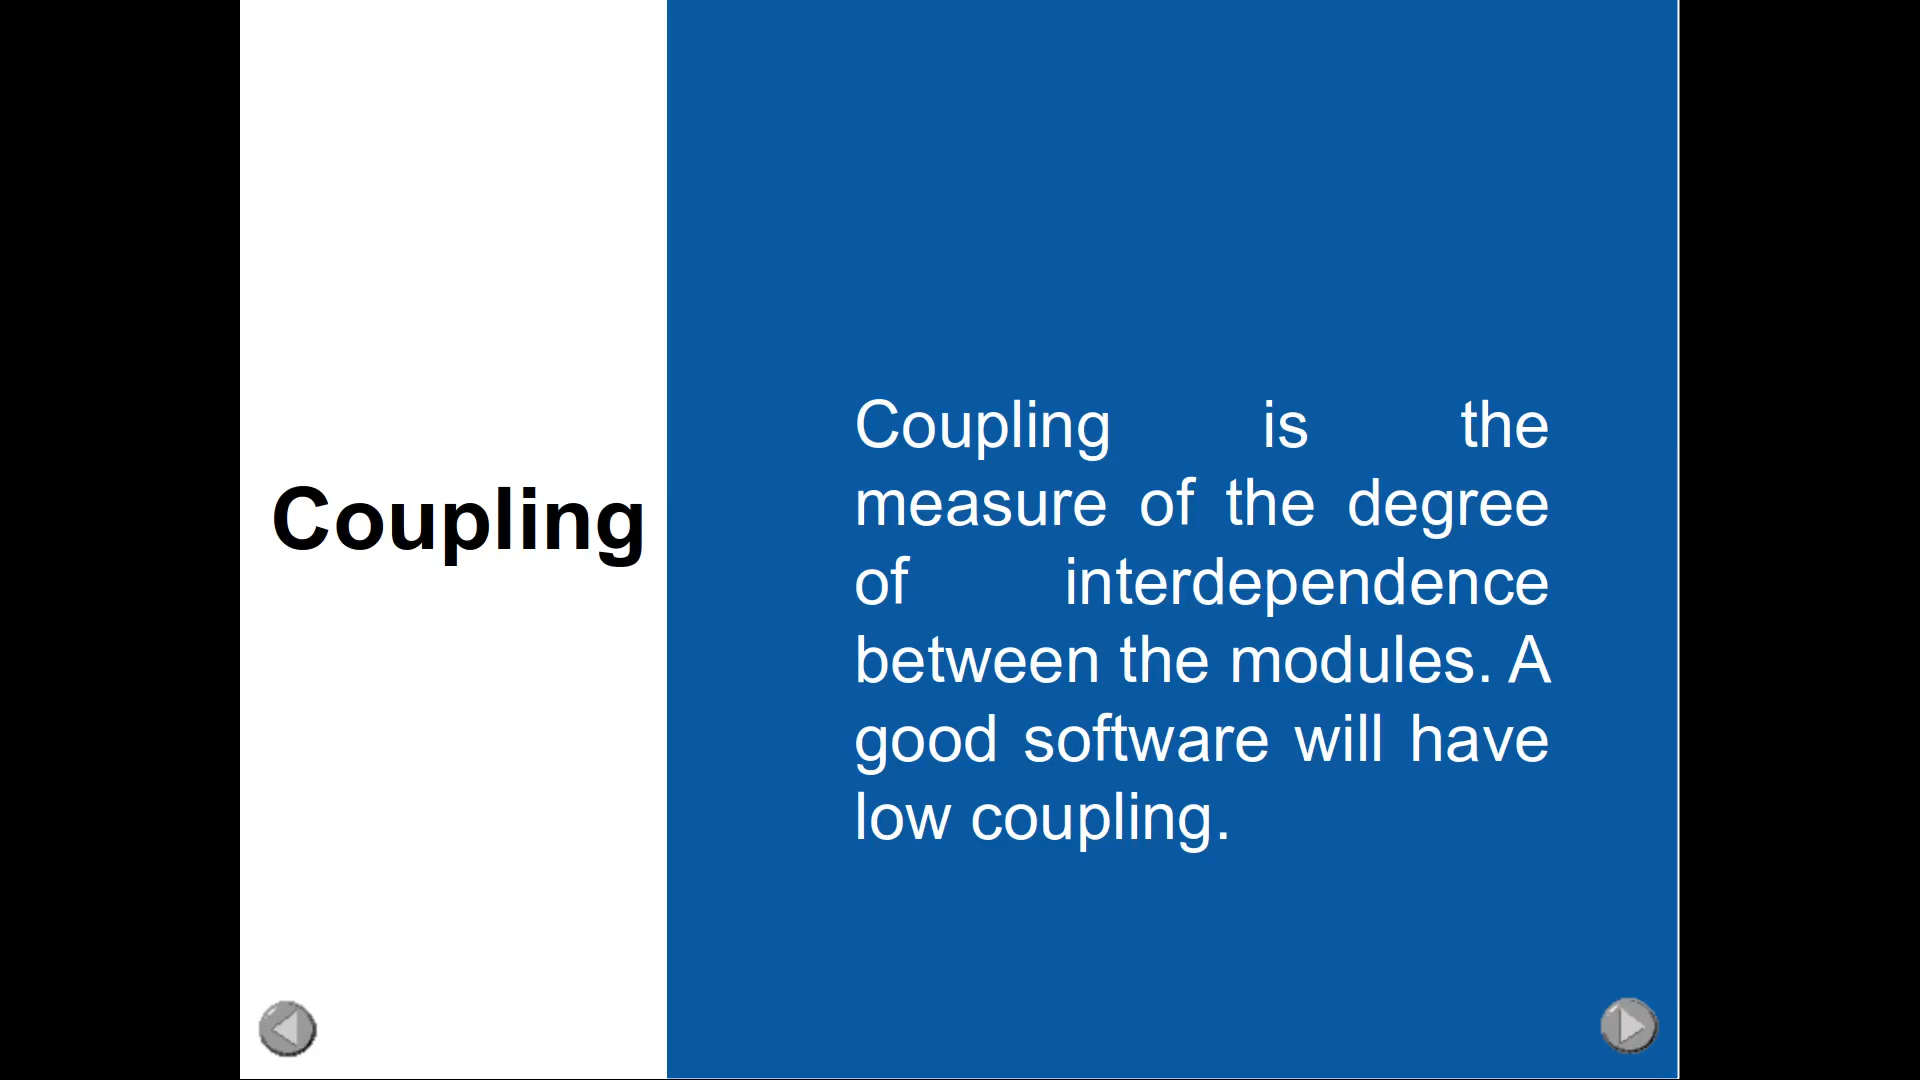 Coupling
Coupling is the
measure of the degree
of interdependence
between the modules. A
good software will have
low coupling.